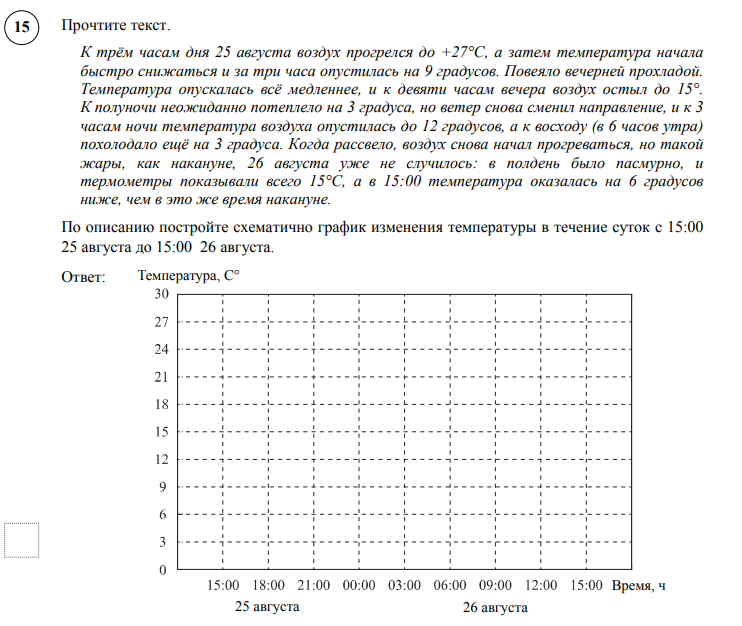 15 Прочтите текст.
К трём часам дня 25 августа воздух прогрелся до +27°С, а затем температура начала
быстро снижаться и за три часа опустилась на 9 градусов. Повеяло вечерней прохладой.
Температура опускалась всё медленнее, и к девяти часам вечера воздух остыл до 15°.
К полуночи неожиданно потеплело на 3 градуса, но ветер снова сменил направление, и к 3
часам ночи температура воздуха опустилась до 12 градусов, а к восходу (в 6 часов утра)
похолодало ещё на 3 градуса. Когда рассвело, воздух снова начал прогреваться, но такой
жары, как накануне, 26 августа уже не случилось: в полдень было пасмурно, и
термометры показывали всего 15°С, а в 15:00 температура оказалась на 6 градусов
ниже, чем в это же время накануне.
По описанию постройте схематично график изменения температуры в течение суток с 15:00
25 августа до 15:00 26 августа.
Ответ: Температура, С°
30
27
24
21
18
15
12
9
6
3
0
15:00 18:00 21:00 00:00 03:00 06:00 09:00 12:00 15:00 Время, ч
25 августа 26 августа